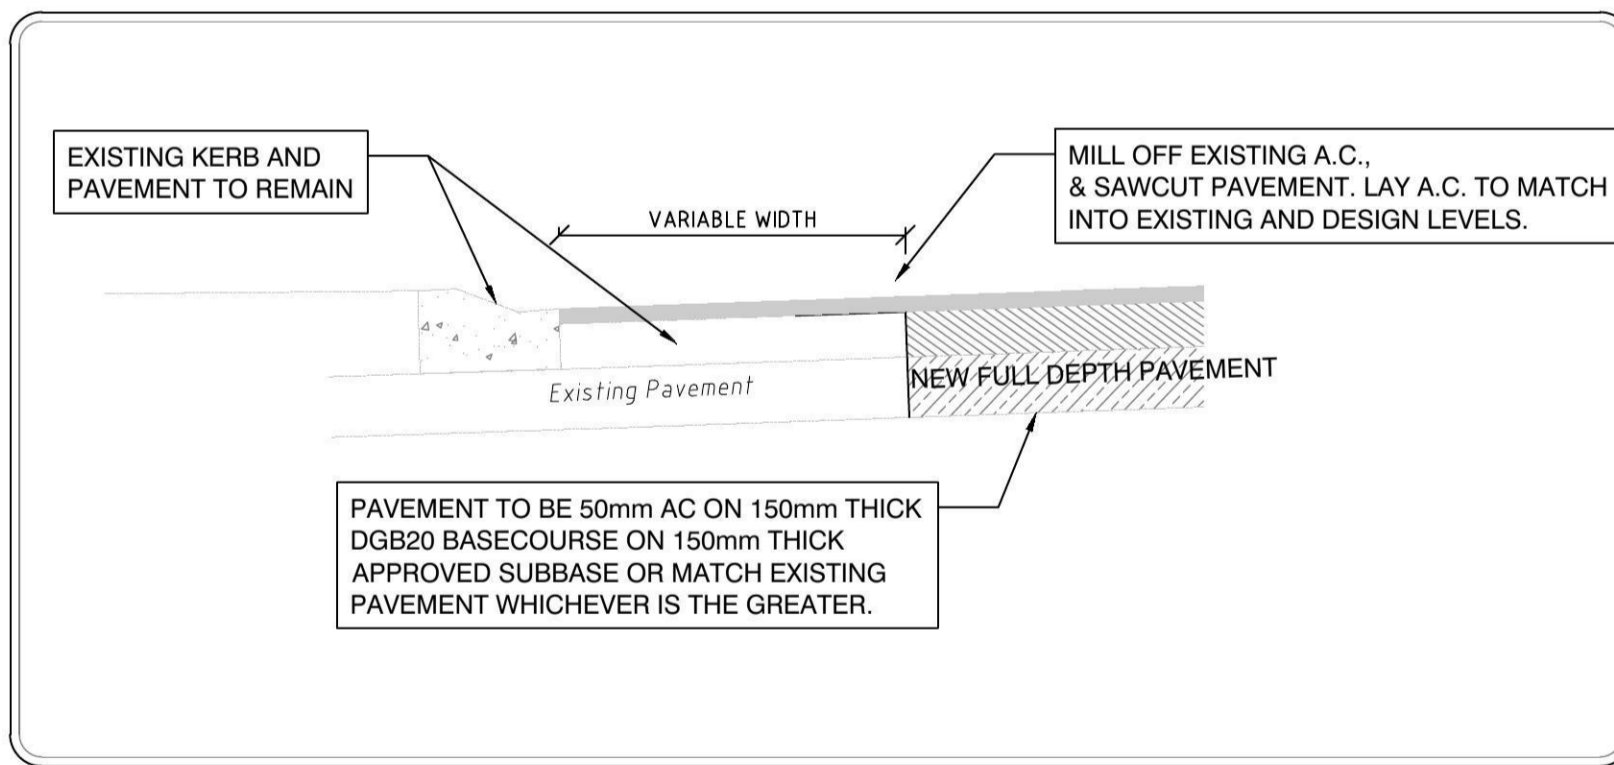 EXISTING KERB AND
PAVEMENT TO REMAIN
MILL OFF EXISTING A.C.,
& SAWCUT PAVEMENT. LAY A.C. TO MATCH
INTO EXISTING AND DESIGN LEVELS.
VARIABLE WIDTH
Existing Pavement
NEW FULL DEPTH PAVEMENT
PAVEMENT TO BE 50mm AC ON 150mm THICK
DGB20 BASECOURSE ON 150mm THICK
APPROVED SUBBASE OR MATCH EXISTING
PAVEMENT WHICHEVER IS THE GREATER.